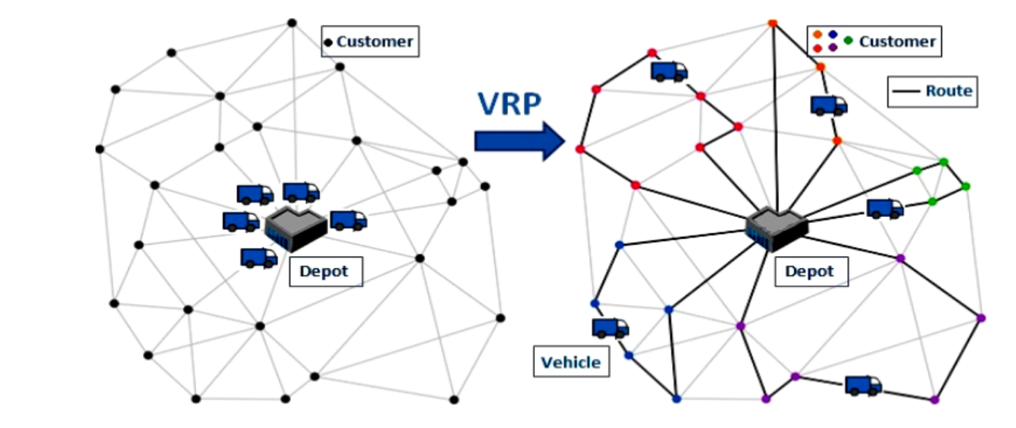 Customer
Depot
VRP
Customer
Route
Depot
Vehicle